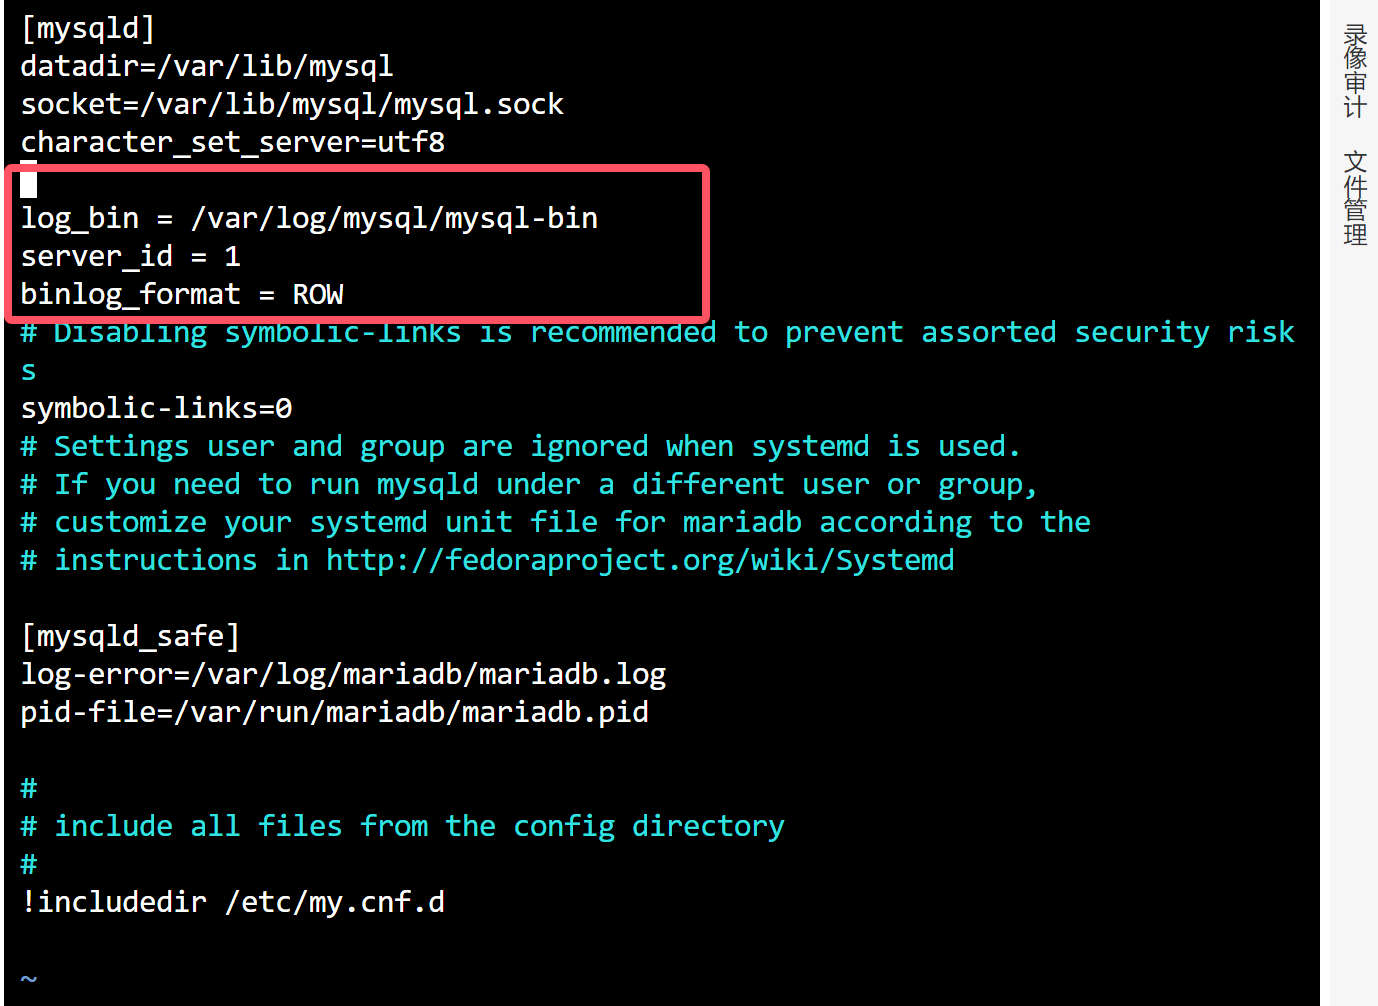 [mysqld]
datadir=/var/lib/mysql
socket=/var/lib/mysql/mysql.sock
character_set_server=utf8
log_bin = /var/log/mysql/mysql-bin
server_id = 1
binlog_format = ROW
# Disabling symbolic-links is recommended to prevent assorted security risk
s
symbolic-links=0
# Settings user and group are ignored when systemd is used.
# If you need to run mysqld under a different user or group,
# customize your systemd unit file for mariadb according to the
# instructions in http://fedoraproject.org/wiki/Systemd
[mysqld_safe]
log-error=/var/log/mariadb/mariadb.log
pid-file=/var/run/mariadb/mariadb.pid
#
# include all files from the config directory
#
!includedir /etc/my.cnf.d
~
录像审计
文件管理